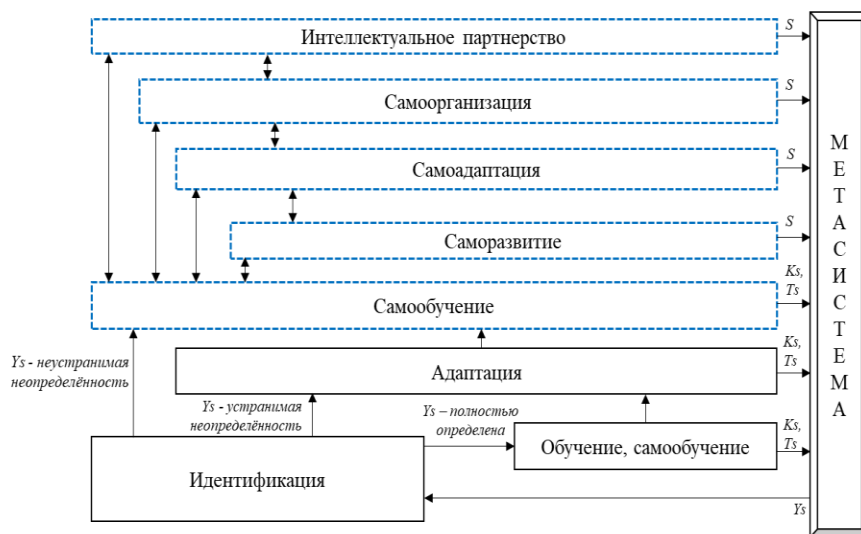 Интеллектуальное партнерство
S
Самоорганизация
S
Самоадаптация
S
Саморазвитие
S
Самообучение
Ks,
Ts
Ys - неустранимая
неопределённость
Адаптация
Ks,
Ts
Ys - устранимая
неопределённость
Ys – полностью
определена
Обучение, самообучение
Ks,
Ts
Идентификация
Ys
МЕТАСИСТЕМА